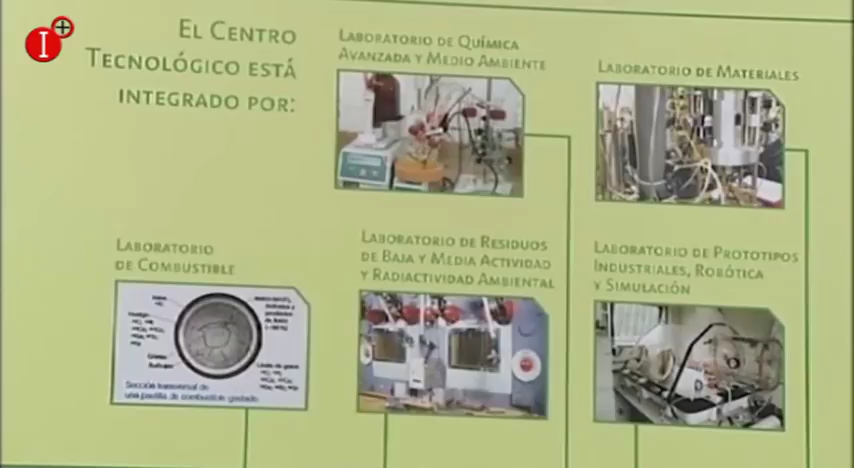 I+
EL CENTRO
TECNOLÓGICO ESTÁ
INTEGRADO POR:
LABORATORIO DE QUÍMICA
AVANZADA Y MEDIO AMBIENTE
LABORATORIO DE MATERIALES
LABORATORIO
DE COMBUSTIBLE
LABORATORIO DE RESIDUOS
DE BAJA Y MEDIA ACTIVIDAD
Y RADIACTIVIDAD AMBIENTAL
LABORATORIO DE PROTOTIPOS
INDUSTRIALES, ROBÓTICA
Y SIMULACIÓN
Sección transversal de
una pastilla de combustible gastado.